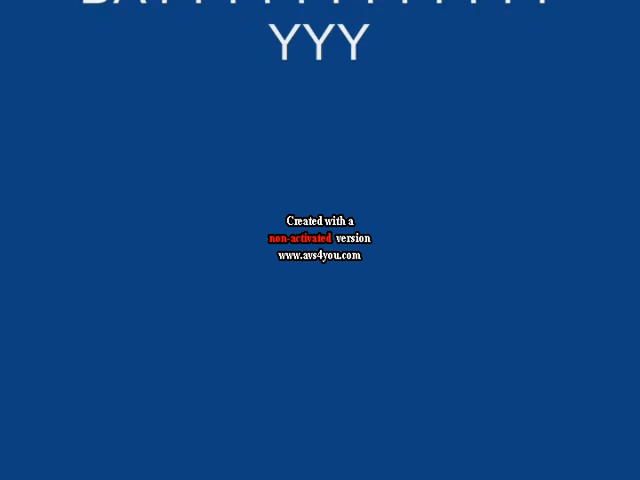 YYY
Created with a
non-activated version
www.avs4you.com